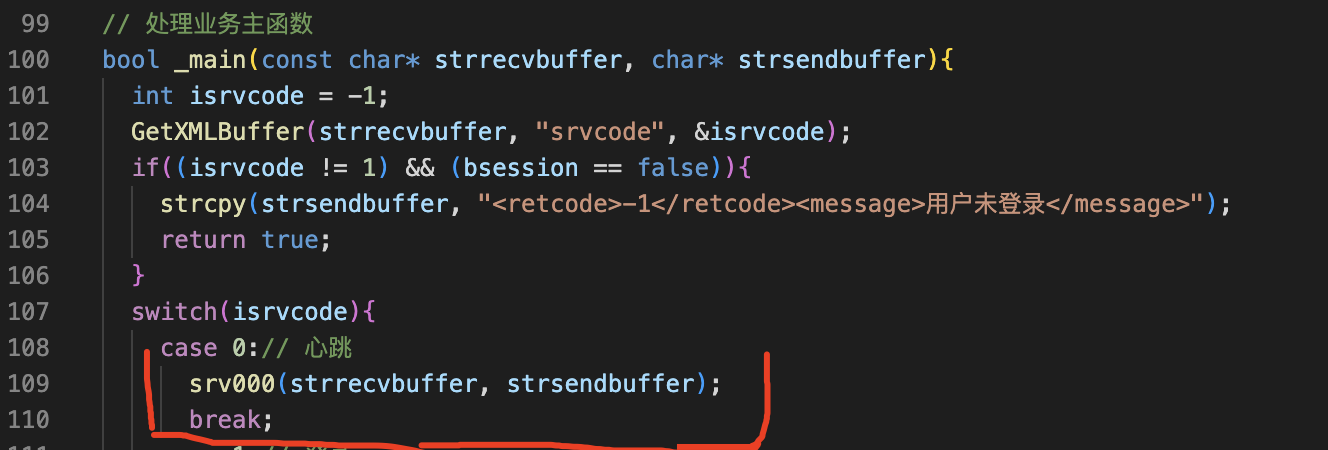 99 // 处理业务主函数
100 bool _main(const char* strrecvbuffer, char* strsendbuffer){
101 int isrvcode = -1;
102 GetXMLBuffer(strrecvbuffer, "srvcode", &isrvcode);
103 if((isrvcode != 1) && (bsession == false)){
104 strcpy(strsendbuffer, "<retcode>-1</retcode><message>用户未登录</message>");
105 return true;
106 }
107 switch(isrvcode){
108 case 0:// 心跳
109 srv000(strrecvbuffer, strsendbuffer);
110 break;